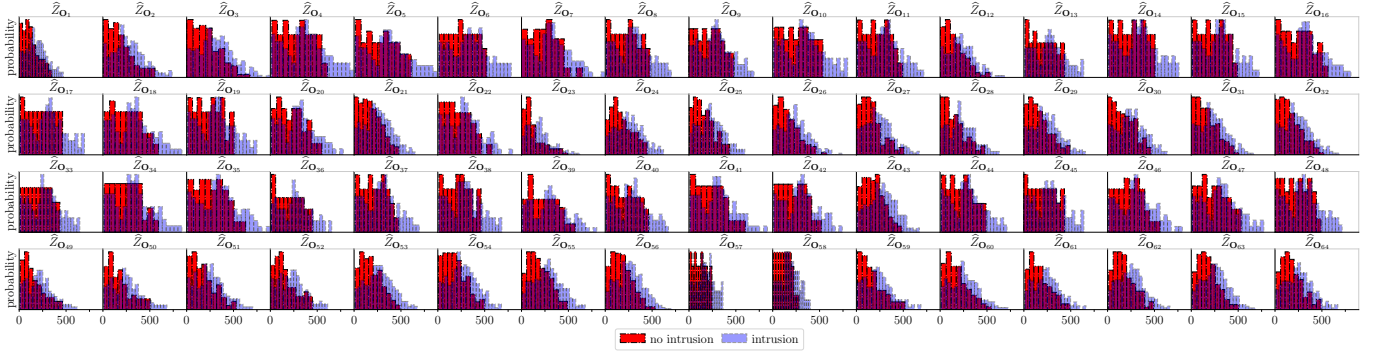 Ẑ_O₁ Ẑ_O₂ Ẑ_O₃ Ẑ_O₄ Ẑ_O₅ Ẑ_O₆ Ẑ_O₇ Ẑ_O₈ Ẑ_O₉ Ẑ_O₁₀ Ẑ_O₁₁ Ẑ_O₁₂ Ẑ_O₁₃ Ẑ_O₁₄ Ẑ_O₁₅ Ẑ_O₁₆
probability
Ẑ_O₁₇ Ẑ_O₁₈ Ẑ_O₁₉ Ẑ_O₂₀ Ẑ_O₂₁ Ẑ_O₂₂ Ẑ_O₂₃ Ẑ_O₂₄ Ẑ_O₂₅ Ẑ_O₂₆ Ẑ_O₂₇ Ẑ_O₂₈ Ẑ_O₂₉ Ẑ_O₃₀ Ẑ_O₃₁ Ẑ_O₃₂
probability
Ẑ_O₃₃ Ẑ_O₃₄ Ẑ_O₃₅ Ẑ_O₃₆ Ẑ_O₃₇ Ẑ_O₃₈ Ẑ_O₃₉ Ẑ_O₄₀ Ẑ_O₄₁ Ẑ_O₄₂ Ẑ_O₄₃ Ẑ_O₄₄ Ẑ_O₄₅ Ẑ_O₄₆ Ẑ_O₄₇ Ẑ_O₄₈
probability
Ẑ_O₄₉ Ẑ_O₅₀ Ẑ_O₅₁ Ẑ_O₅₂ Ẑ_O₅₃ Ẑ_O₅₄ Ẑ_O₅₅ Ẑ_O₅₆ Ẑ_O₅₇ Ẑ_O₅₈ Ẑ_O₅₉ Ẑ_O₆₀ Ẑ_O₆₁ Ẑ_O₆₂ Ẑ_O₆₃ Ẑ_O₆₄
probability
0 500 0 500 0 500 0 500 0 500 0 500 0 500 0 500 0 500 0 500 0 500 0 500 0 500 0 500 0 500 0 500
no intrusion intrusion